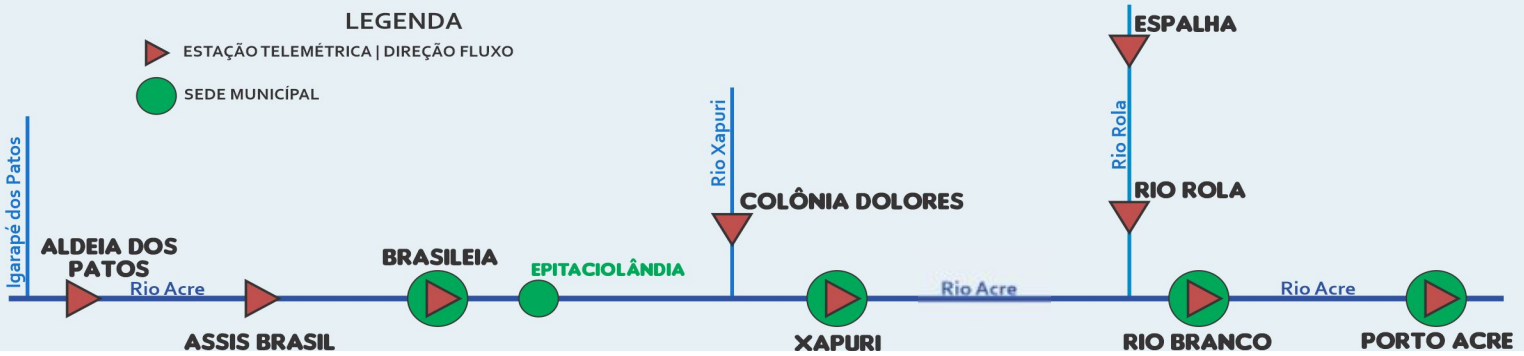 LEGENDA
ESTAÇÃO TELEMÉTRICA | DIREÇÃO FLUXO
SEDE MUNICÍPAL
Igarapé dos Patos
ALDEIA DOS
PATOS
Rio Acre
ASSIS BRASIL
BRASILEIA
EPITACIOLÂNDIA
Rio Xapuri
COLÔNIA DOLORES
XAPURI
Rio Acre
ESPALHA
Rio Rola
RIO ROLA
RIO BRANCO
Rio Acre
PORTO ACRE